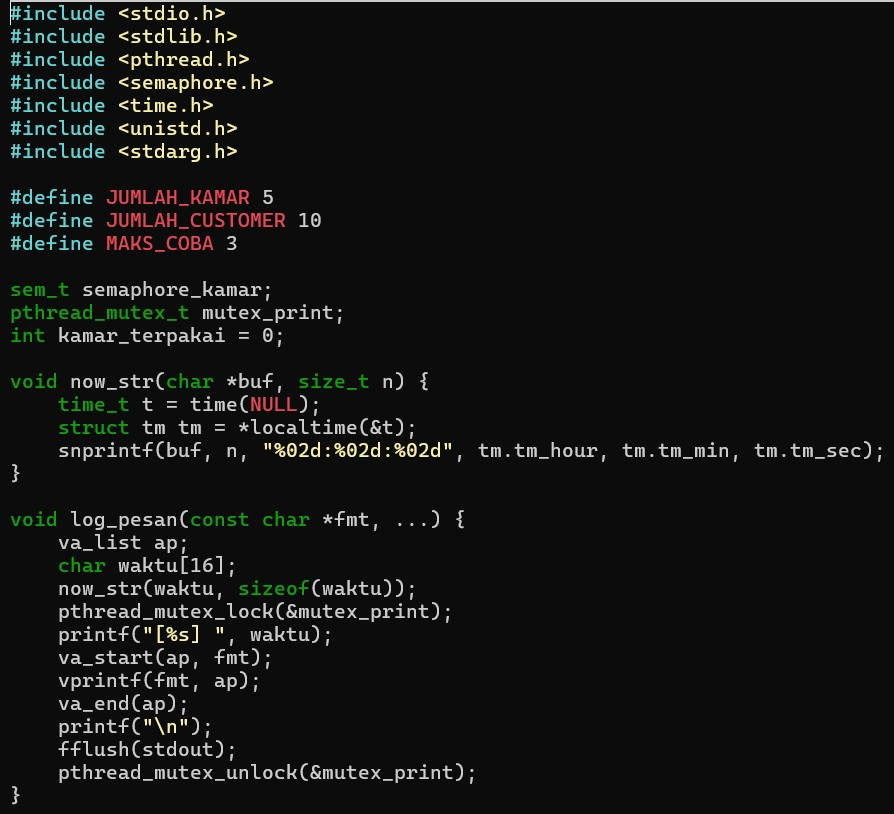 #include <stdio.h>
#include <stdlib.h>
#include <pthread.h>
#include <semaphore.h>
#include <time.h>
#include <unistd.h>
#include <stdarg.h>

#define JUMLAH_KAMAR 5
#define JUMLAH_CUSTOMER 10
#define MAKS_COBA 3

sem_t semaphore_kamar;
pthread_mutex_t mutex_print;
int kamar_terpakai = 0;

void now_str(char *buf, size_t n) {
    time_t t = time(NULL);
    struct tm tm = *localtime(&t);
    snprintf(buf, n, "%02d:%02d:%02d", tm.tm_hour, tm.tm_min, tm.tm_sec);
}

void log_pesan(const char *fmt, ...) {
    va_list ap;
    char waktu[16];
    now_str(waktu, sizeof(waktu));
    pthread_mutex_lock(&mutex_print);
    printf("[%s] ", waktu);
    va_start(ap, fmt);
    vprintf(fmt, ap);
    va_end(ap);
    printf("\n");
    fflush(stdout);
    pthread_mutex_unlock(&mutex_print);
}